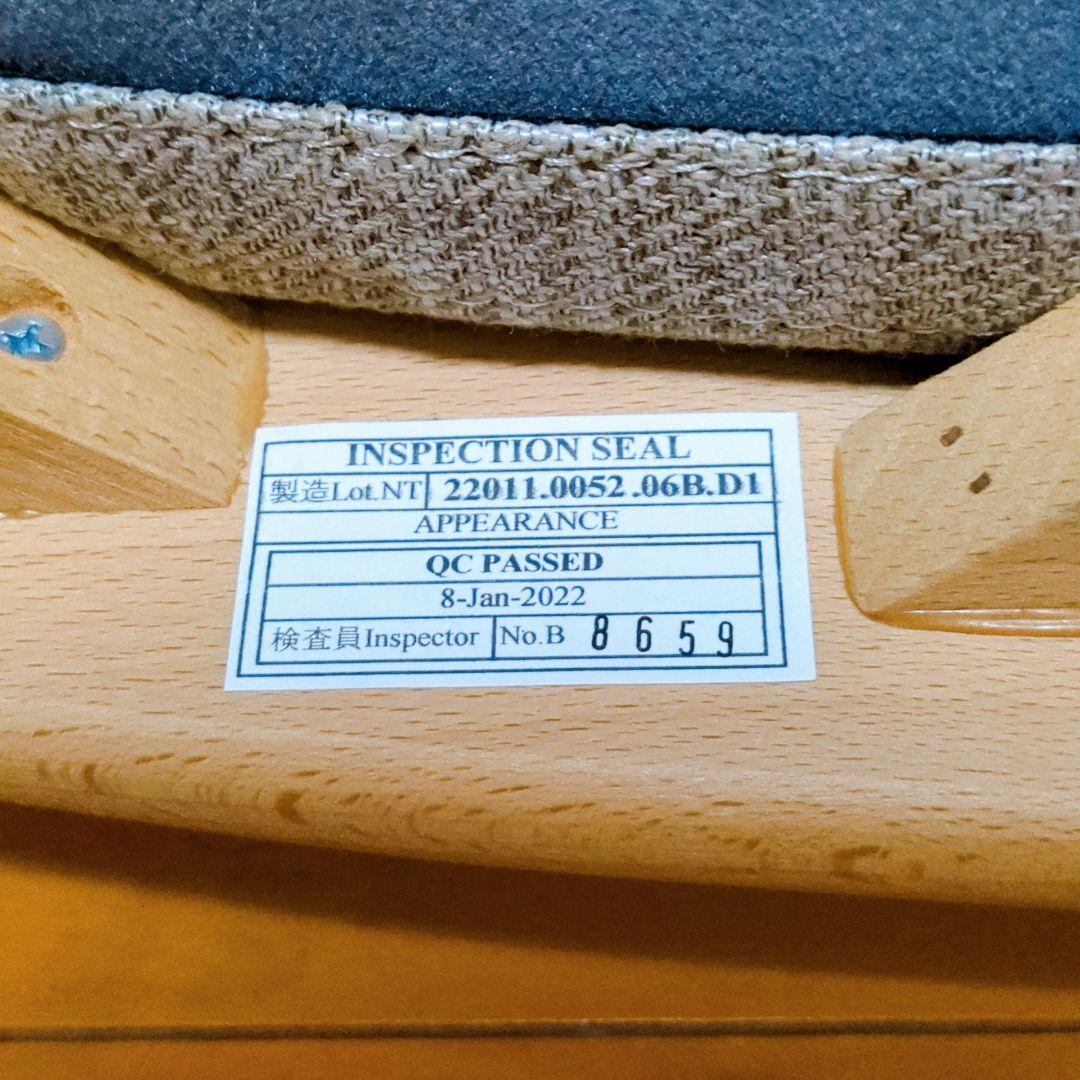 INSPECTION SEAL
製造Lot.NT 22011.0052.06B.D1
APPEARANCE
QC PASSED
8-Jan-2022
検査員Inspector No.B 8659